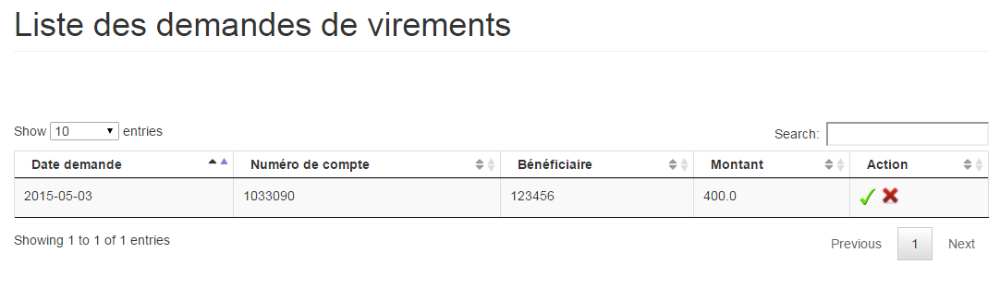 Liste des demandes de virements
Show 10 entries
Search:
Date demande Numéro de compte Bénéficiaire Montant Action
2015-05-03 1033090 123456 400.0
Showing 1 to 1 of 1 entries
Previous 1 Next